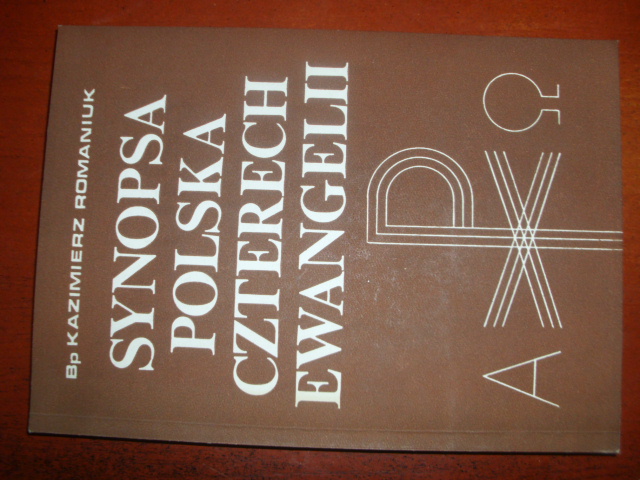 Bp KAZIMIERZ ROMANIUK
SYNOPSA
POLSKA
CZTERECH
EWANGELII
A Ω